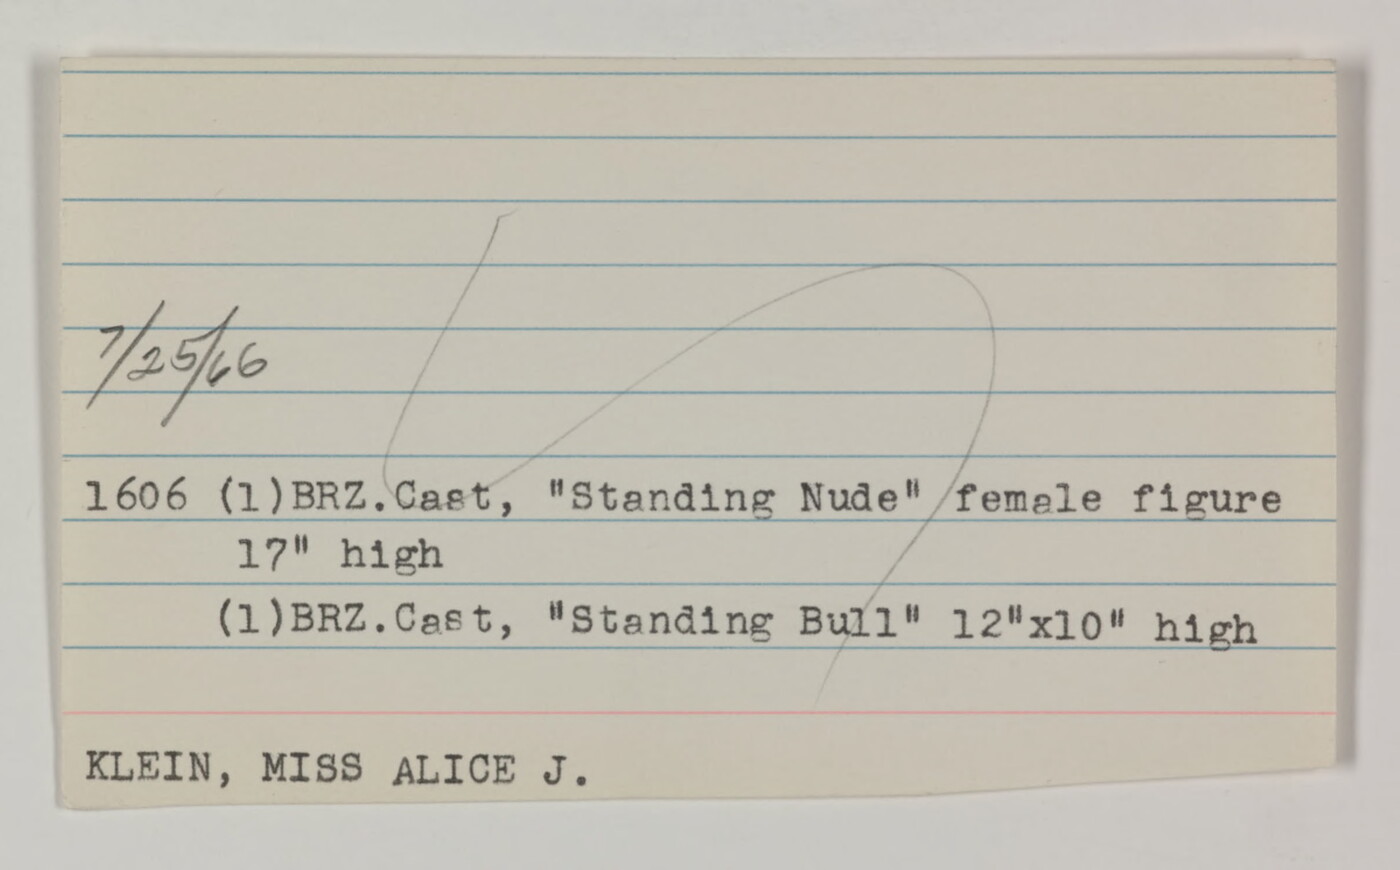 7/25/66
1606 (1)BRZ.Cast, "Standing Nude" female figure
17" high
(1)BRZ.Cast, "Standing Bull" 12"x10" high
KLEIN, MISS ALICE J.